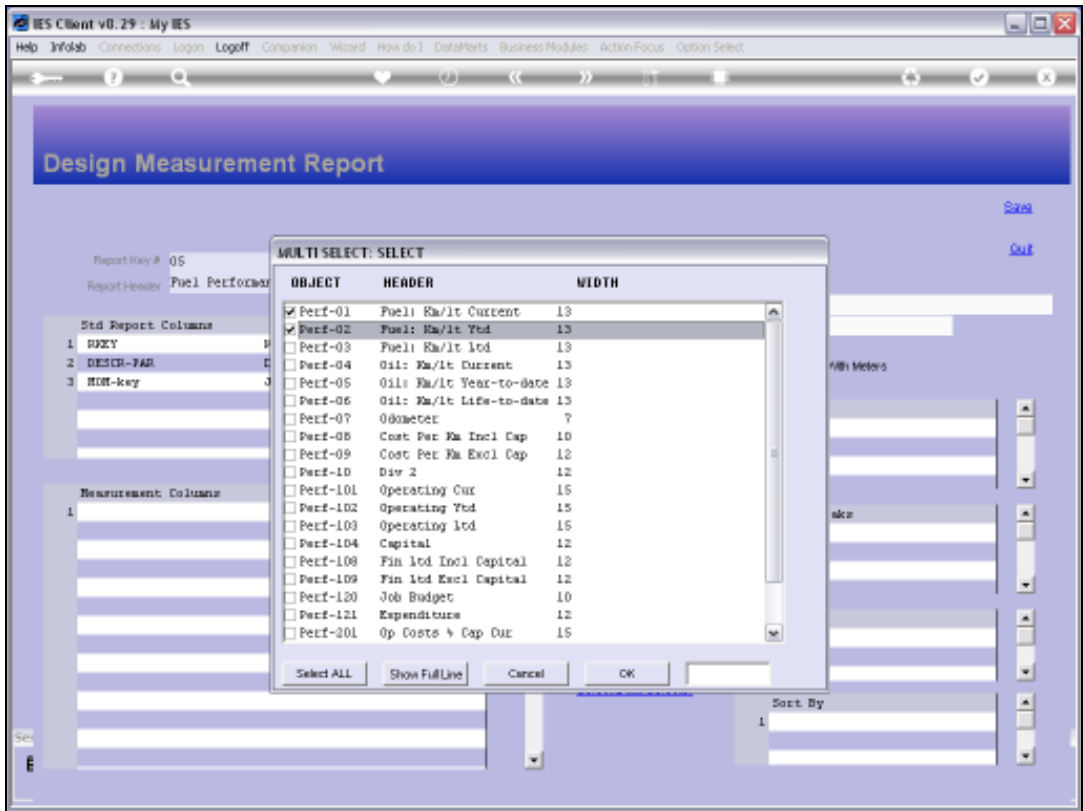 IES Client v8.29 : My IES
Help Infolab Connections Logon Logoff Companion Wizard How do I DataMarts Business Modules Action Focus Option Select
Design Measurement Report
Save
Quit
Report Key # 05
Report Header Fuel Performan
Std Report Columns
1 RKEY
2 DESCR-PAR
3 MOM-key
With Meters
Measurement Columns
1
Sort By
1
MULTI SELECT: SELECT
OBJECT HEADER WIDTH
Perf-01 Fuel: Km/lt Current 13
Perf-02 Fuel: Km/lt Ytd 13
Perf-03 Fuel: Km/lt ltd 13
Perf-04 Oil: Km/lt Current 13
Perf-05 Oil: Km/lt Year-to-date 13
Perf-06 Oil: Km/lt Life-to-date 13
Perf-07 Odometer 7
Perf-08 Cost Per Km Incl Cap 10
Perf-09 Cost Per Km Excl Cap 12
Perf-10 Div 2 12
Perf-101 Operating Cur 15
Perf-102 Operating Ytd 15
Perf-103 Operating ltd 15
Perf-104 Capital 12
Perf-108 Fin ltd Incl Capital 12
Perf-109 Fin ltd Excl Capital 12
Perf-120 Job Budget 10
Perf-121 Expenditure 12
Perf-201 Op Costs % Cap Cur 15
Select ALL Show Full Line Cancel OK